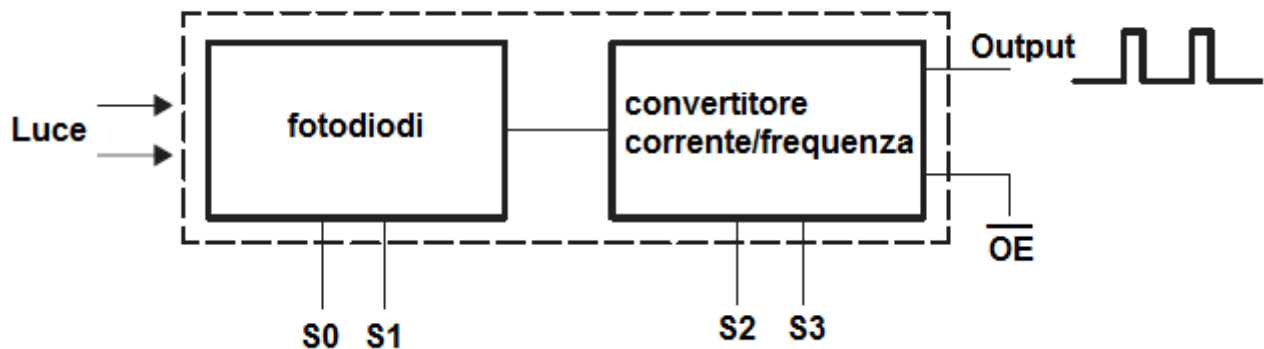 Output
Luce
fotodiodi
convertitore
corrente/frequenza
OE
S0 S1 S2 S3